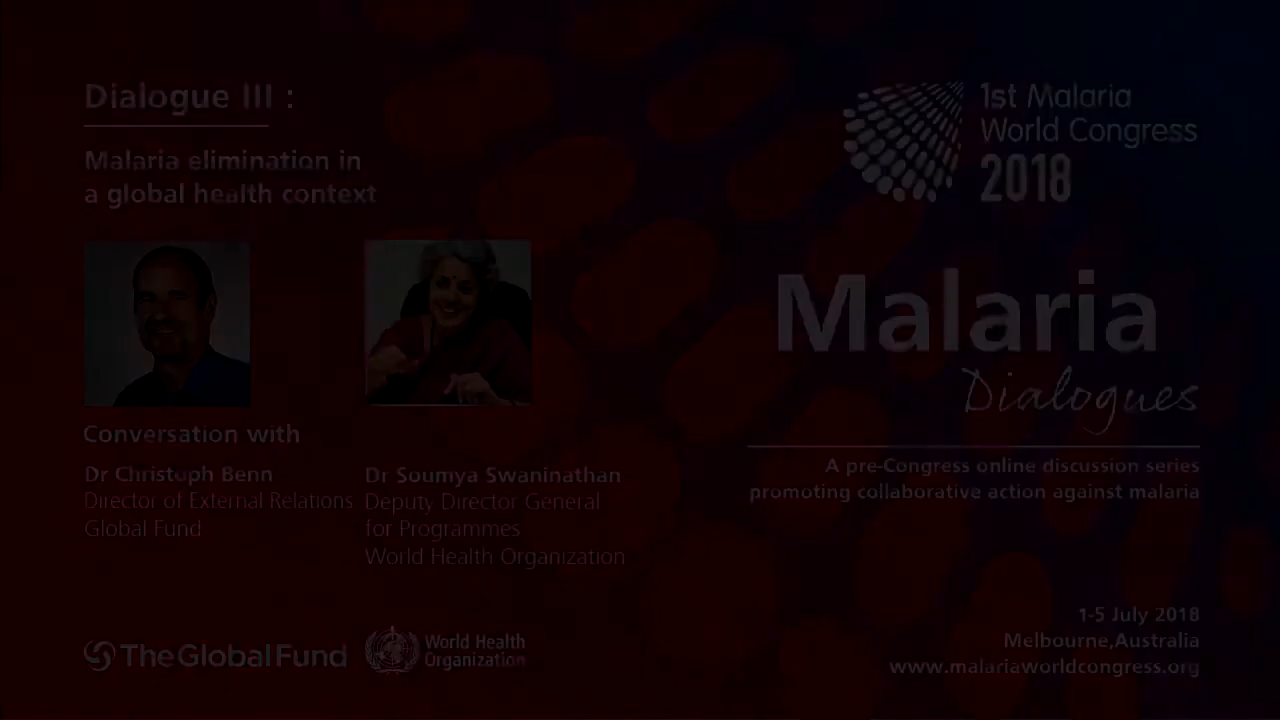 Dialogue III :
Malaria elimination in
a global health context
Conversation with
Dr Christoph Benn
Director of External Relations
Global Fund
Dr Soumya Swaninathan
Deputy Director General
for Programmes
World Health Organization
The Global Fund
World Health
Organization
1st Malaria
World Congress
2018
Malaria
Dialogues
A pre-Congress online discussion series
promoting collaborative action against malaria
1-5 July 2018
Melbourne,Australia
www.malariaworldcongress.org